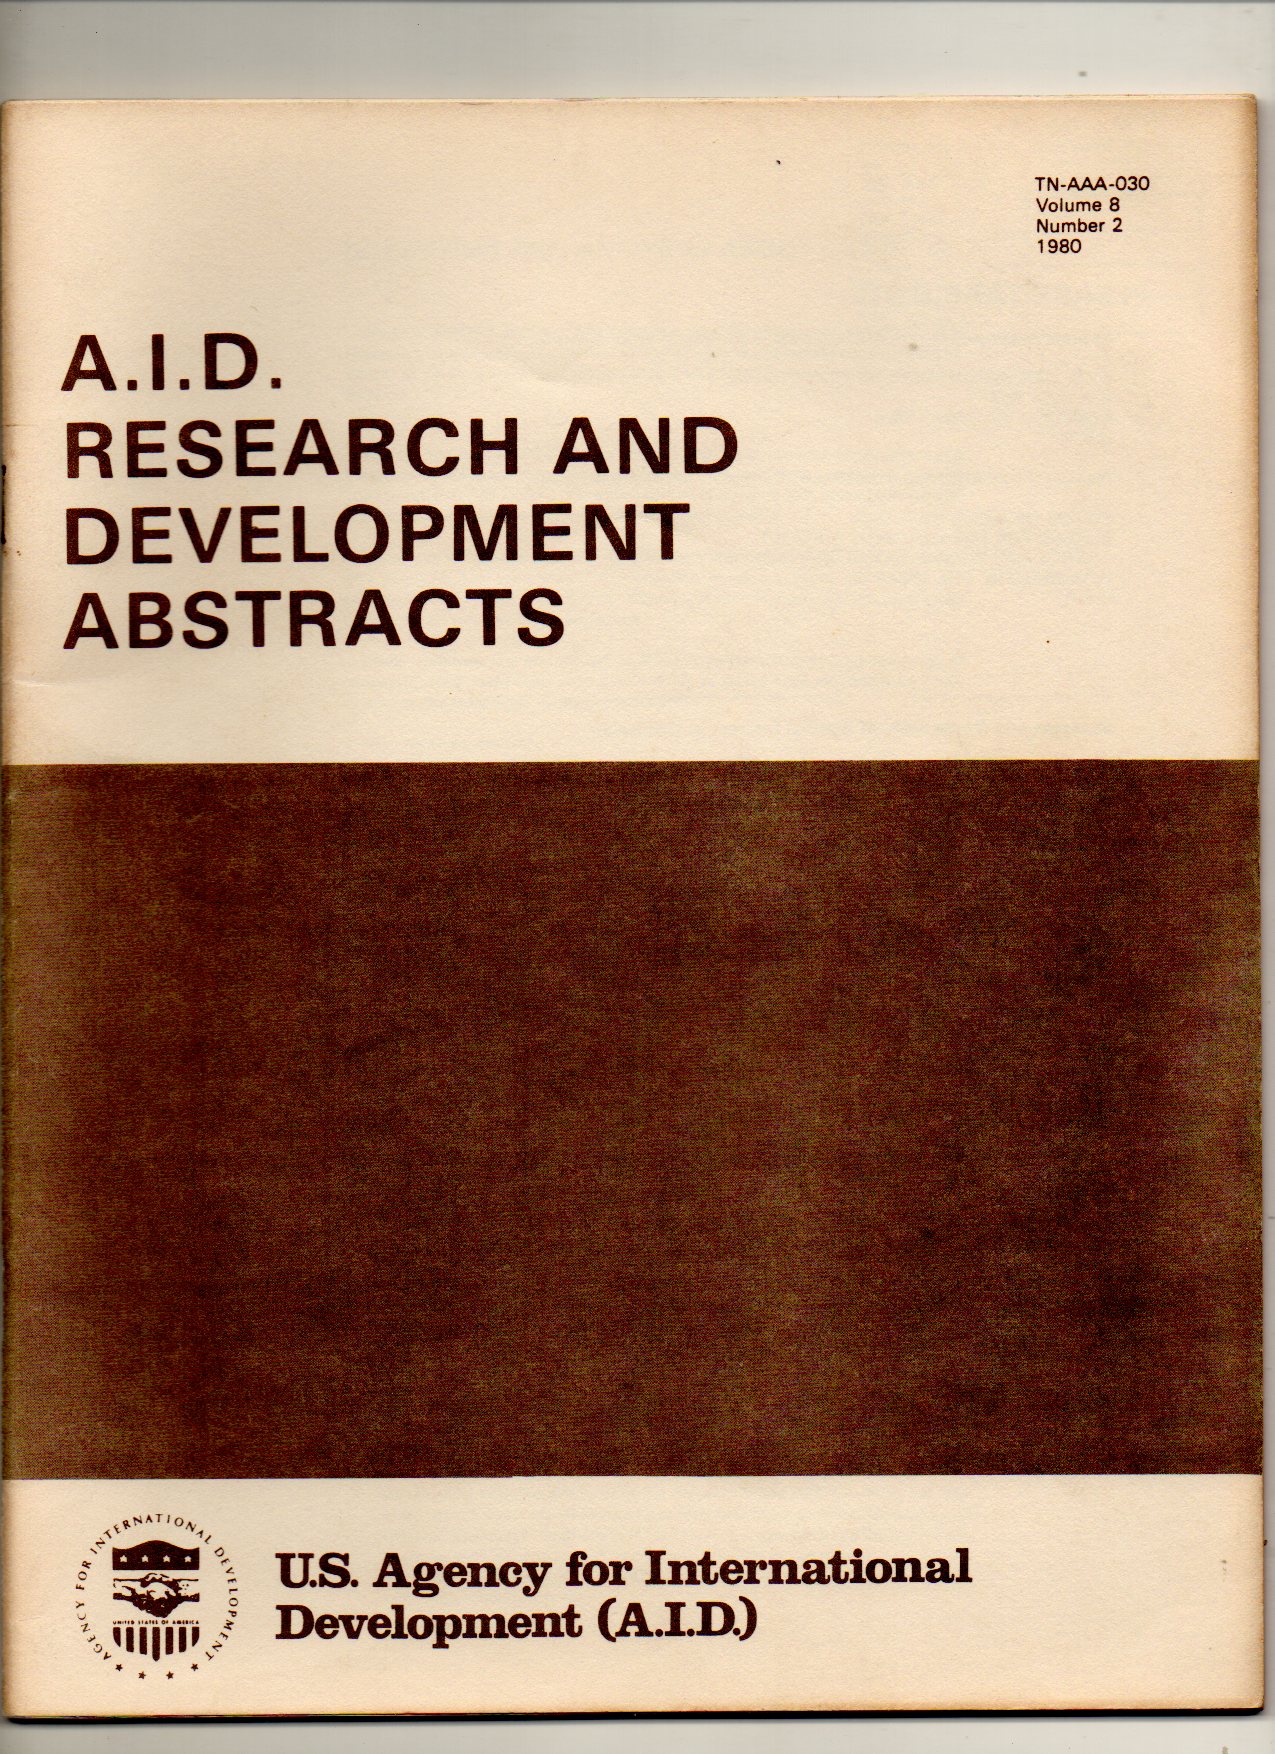 TN-AAA-030
Volume 8
Number 2
1980
A.I.D.
RESEARCH AND
DEVELOPMENT
ABSTRACTS
AGENCY FOR INTERNATIONAL DEVELOPMENT
UNITED STATES OF AMERICA
U.S. Agency for International
Development (A.I.D.)